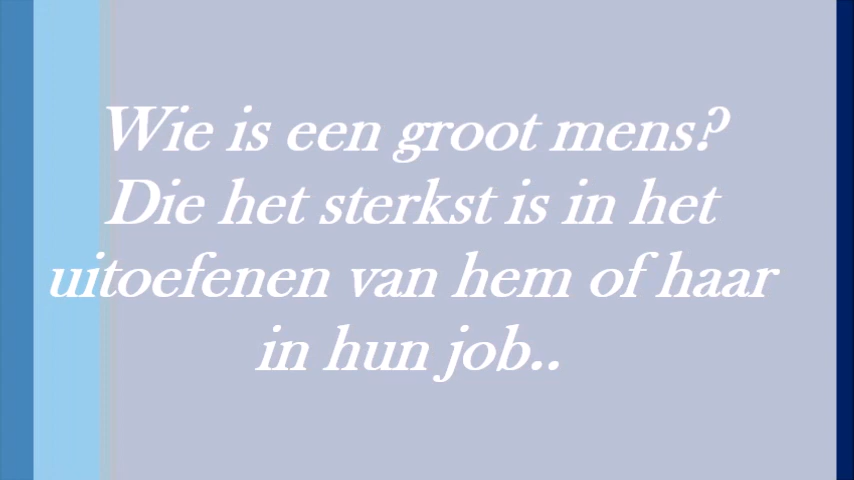 Wie is een groot mens?
Die het sterkst is in het
uitoefenen van hem of haar
in hun job..